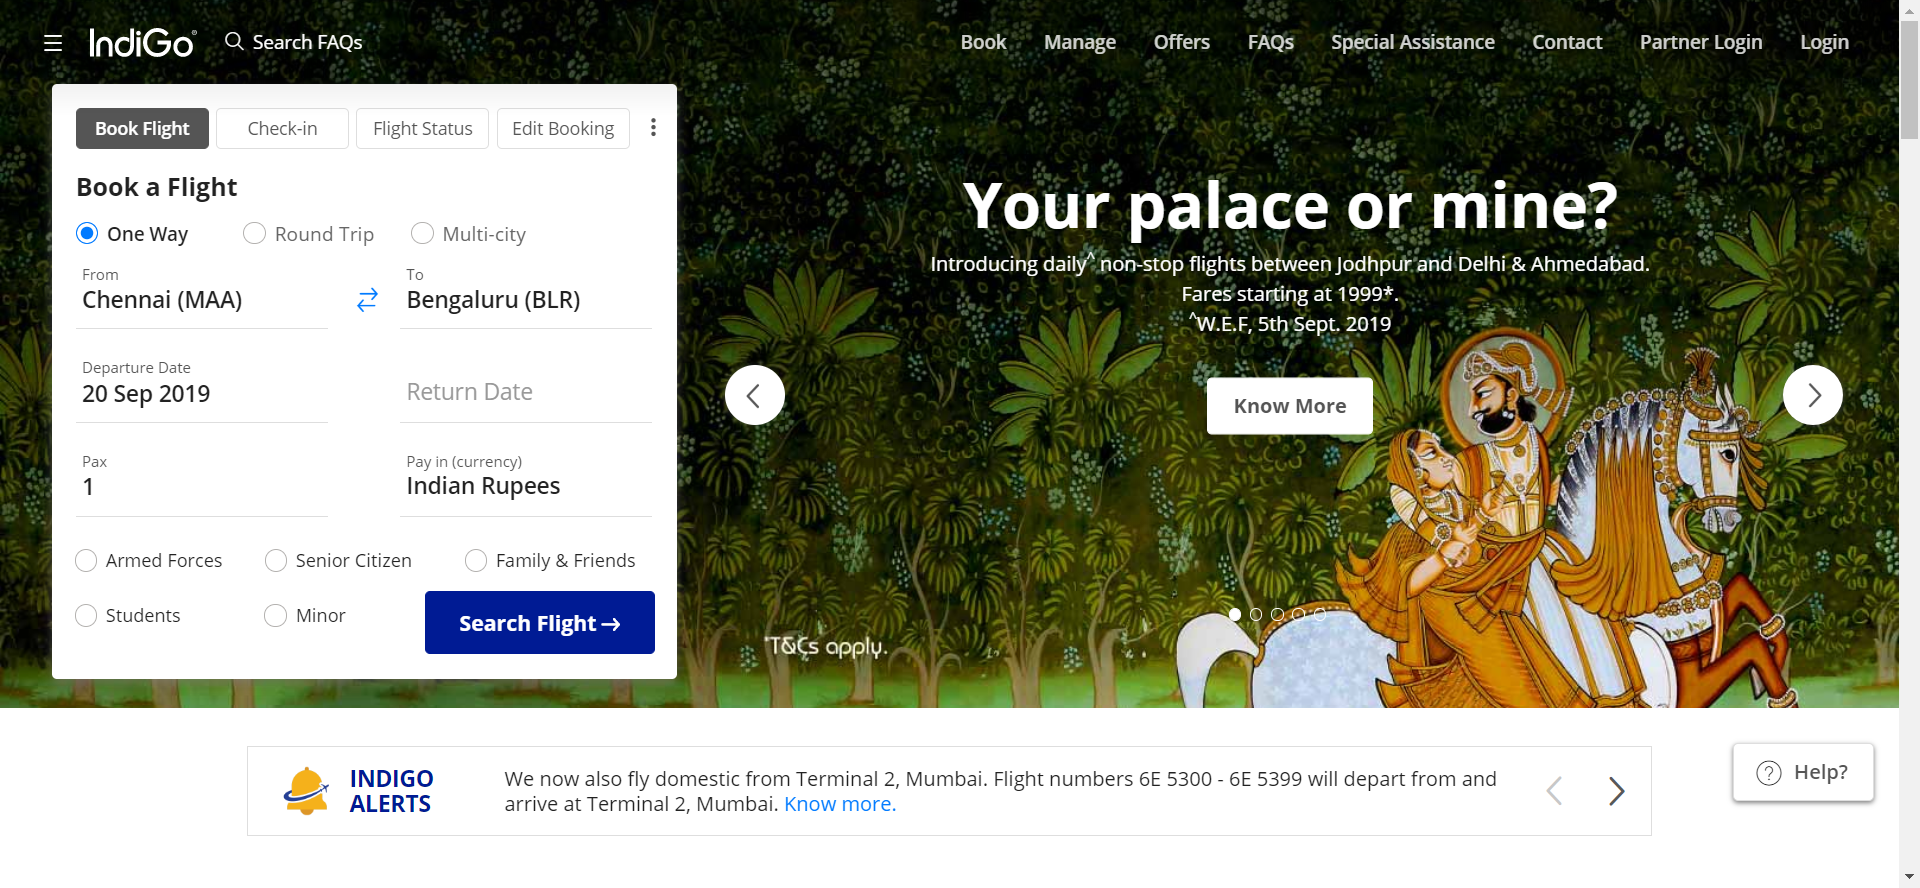 IndiGo
Search FAQs
Book
Manage
Offers
FAQs
Special Assistance
Contact
Partner Login
Login
Book Flight
Check-in
Flight Status
Edit Booking
Book a Flight
One Way
Round Trip
Multi-city
From
Chennai (MAA)
To
Bengaluru (BLR)
Departure Date
20 Sep 2019
Return Date
Pax
1
Pay in (currency)
Indian Rupees
Armed Forces
Senior Citizen
Family & Friends
Students
Minor
Search Flight →
Your palace or mine?
Introducing daily^ non-stop flights between Jodhpur and Delhi & Ahmedabad.
Fares starting at 1999*.
^W.E.F, 5th Sept. 2019
Know More
*T&Cs apply.
INDIGO
ALERTS
We now also fly domestic from Terminal 2, Mumbai. Flight numbers 6E 5300 - 6E 5399 will depart from and
arrive at Terminal 2, Mumbai. Know more.
? Help?